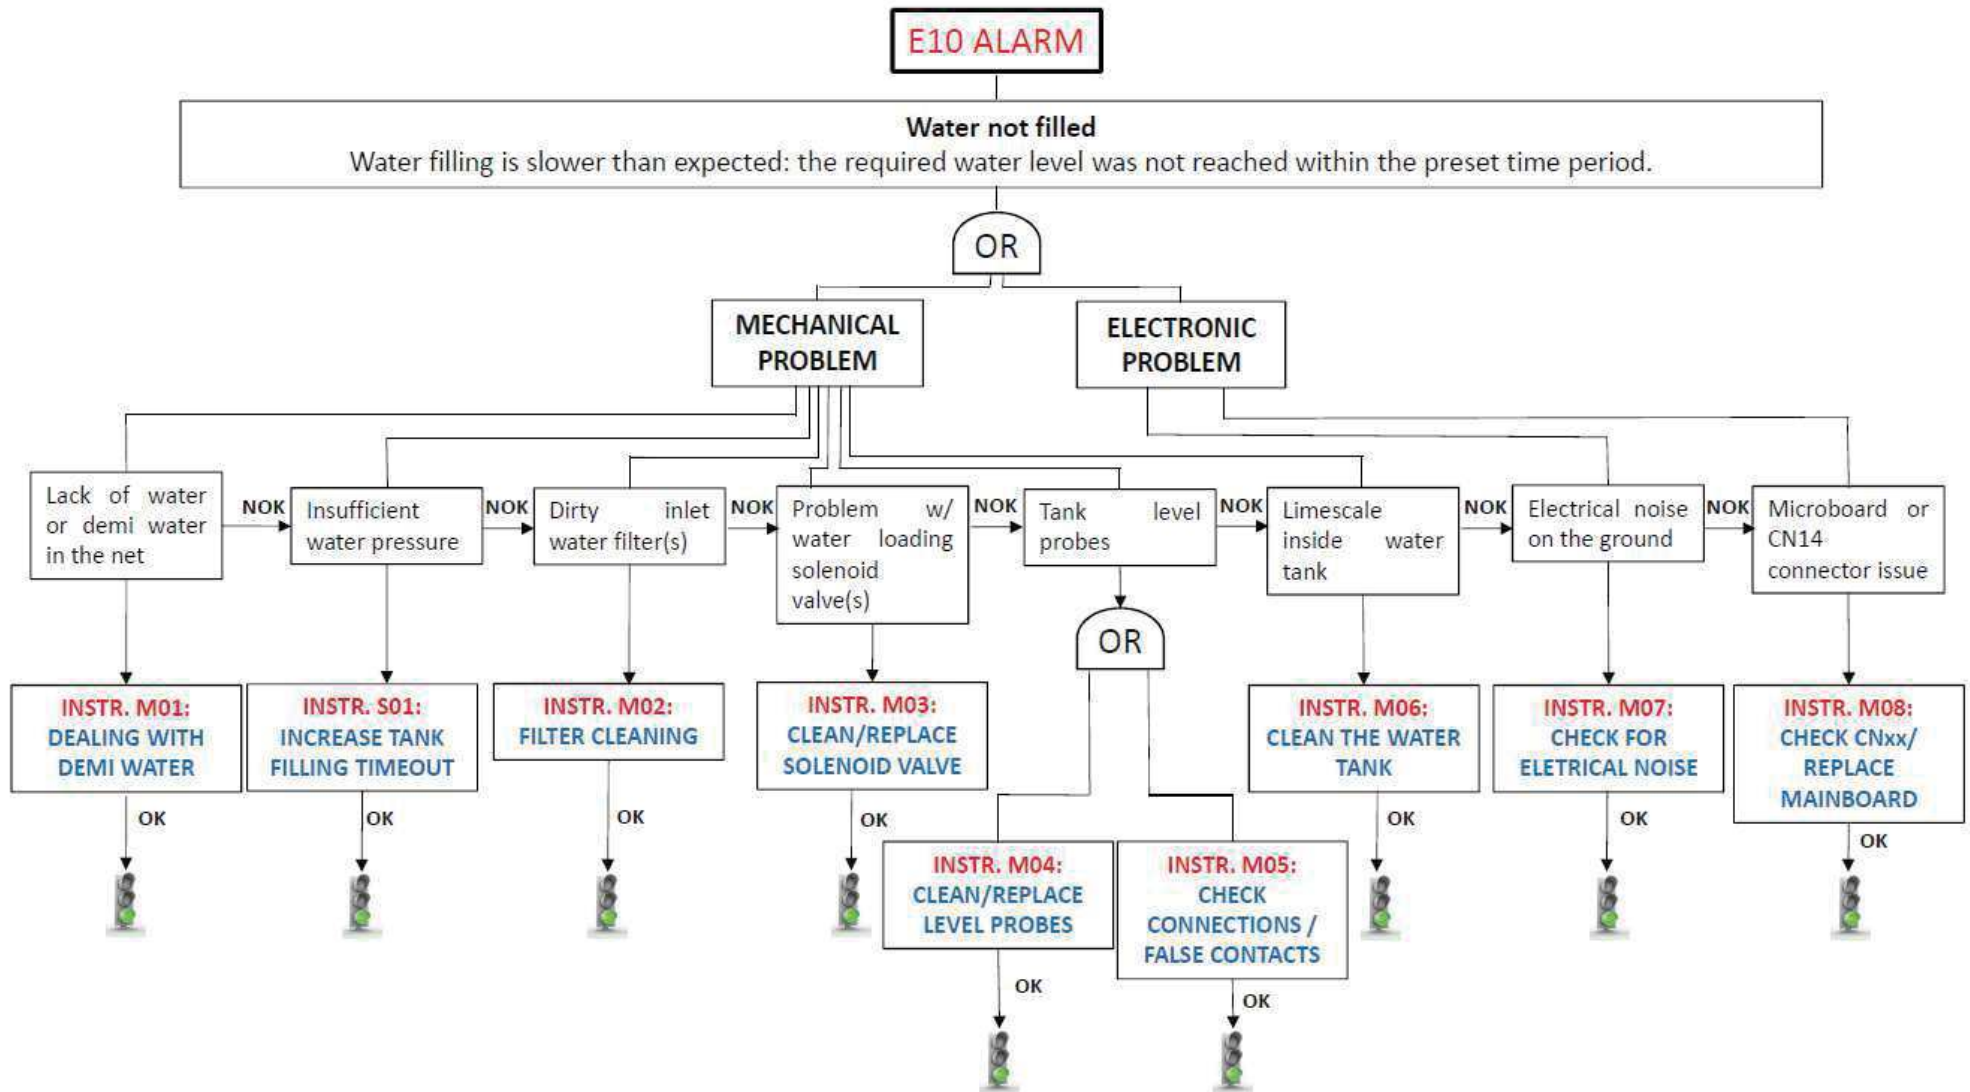 E10 ALARM
Water not filled
Water filling is slower than expected: the required water level was not reached within the preset time period.
OR
MECHANICAL
PROBLEM
ELECTRONIC
PROBLEM
Lack of water
or demi water
in the net
NOK
Insufficient
water pressure
NOK
Dirty inlet
water filter(s)
NOK
Problem w/
water loading
solenoid
valve(s)
NOK
Tank level
probes
NOK
Limescale
inside water
tank
NOK
Electrical noise
on the ground
NOK
Microboard or
CN14
connector issue
OR
INSTR. M01:
DEALING WITH
DEMI WATER
INSTR. S01:
INCREASE TANK
FILLING TIMEOUT
INSTR. M02:
FILTER CLEANING
INSTR. M03:
CLEAN/REPLACE
SOLENOID VALVE
INSTR. M06:
CLEAN THE WATER
TANK
INSTR. M07:
CHECK FOR
ELETRICAL NOISE
INSTR. M08:
CHECK CNxx/
REPLACE
MAINBOARD
OK
OK
OK
OK
OK
OK
OK
INSTR. M04:
CLEAN/REPLACE
LEVEL PROBES
INSTR. M05:
CHECK
CONNECTIONS /
FALSE CONTACTS
OK
OK